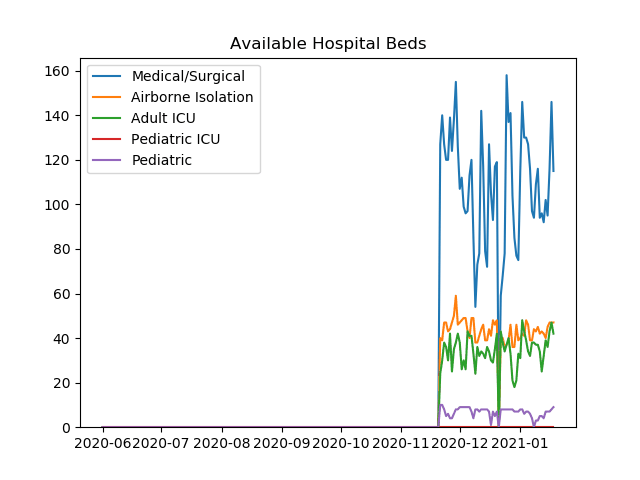 Available Hospital Beds
160
140
120
100
80
60
40
20
0
Medical/Surgical
Airborne Isolation
Adult ICU
Pediatric ICU
Pediatric
2020-06 2020-07 2020-08 2020-09 2020-10 2020-11 2020-12 2021-01